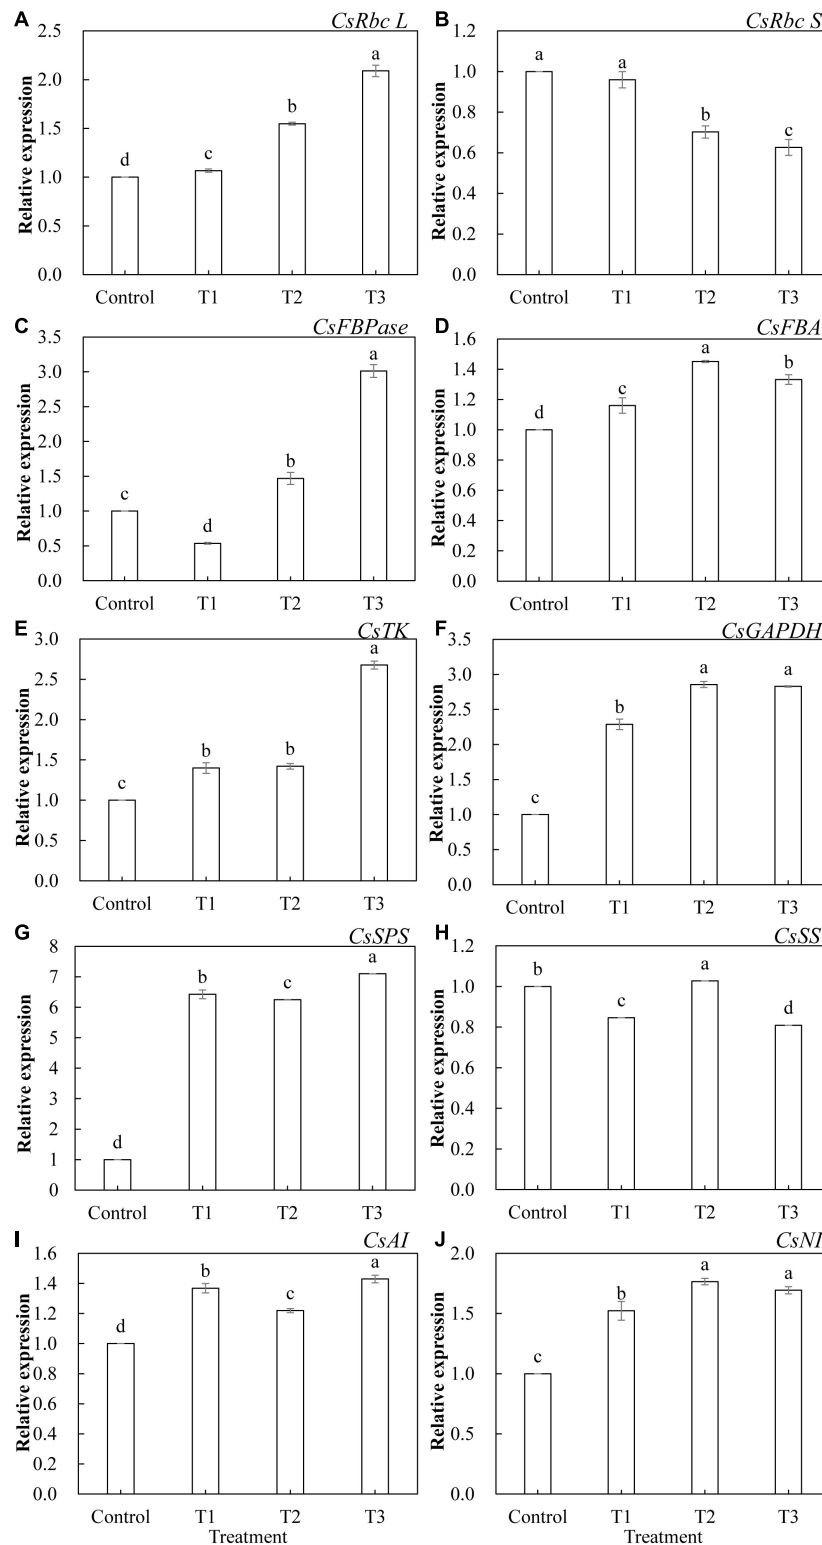 A CsRbc L
2.5
2.0
1.5
1.0
0.5
0.0
Relative expression
d c b a
Control T1 T2 T3
B CsRbc S
1.2
1.0
0.8
0.6
0.4
0.2
0.0
Relative expression
a a b c
Control T1 T2 T3
C CsFBPase
3.5
3.0
2.5
2.0
1.5
1.0
0.5
0.0
Relative expression
c d b a
Control T1 T2 T3
D CsFBA
1.6
1.4
1.2
1.0
0.8
0.6
0.4
0.2
0.0
Relative expression
d c a b
Control T1 T2 T3
E CsTK
3.0
2.5
2.0
1.5
1.0
0.5
0.0
Relative expression
c b b a
Control T1 T2 T3
F CsGAPDH
3.5
3.0
2.5
2.0
1.5
1.0
0.5
0.0
Relative expression
c b a a
Control T1 T2 T3
G CsSPS
8
7
6
5
4
3
2
1
0
Relative expression
d b c a
Control T1 T2 T3
H CsSS
1.2
1.0
0.8
0.6
0.4
0.2
0.0
Relative expression
b c a d
Control T1 T2 T3
I CsAI
1.6
1.4
1.2
1.0
0.8
0.6
0.4
0.2
0.0
Relative expression
d b c a
Control T1 T2 T3
Treatment
J CsNI
2.0
1.5
1.0
0.5
0.0
Relative expression
c b a a
Control T1 T2 T3
Treatment